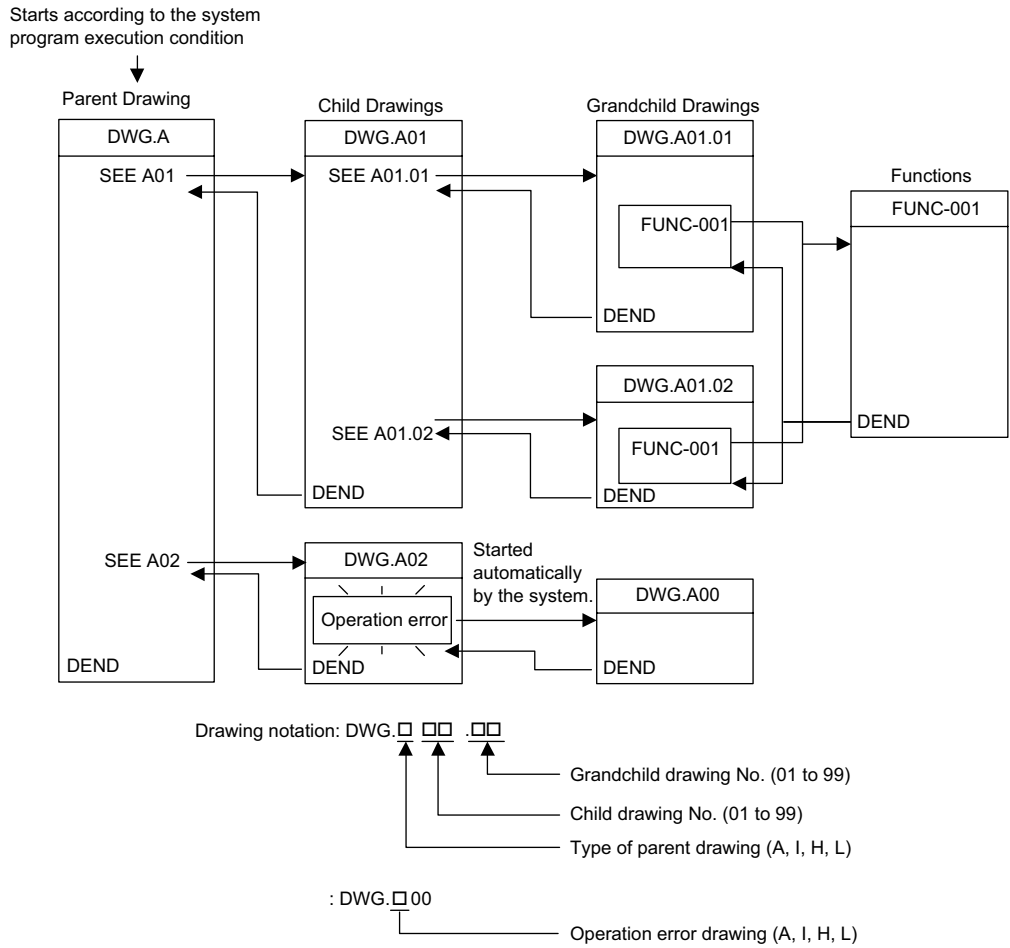 Starts according to the system
program execution condition
Parent Drawing
Child Drawings
Grandchild Drawings
Functions
DWG.A
SEE A01
SEE A02
DEND
DWG.A01
SEE A01.01
SEE A01.02
DEND
DWG.A01.01
FUNC-001
DEND
DWG.A01.02
FUNC-001
DEND
FUNC-001
DEND
DWG.A02
Operation error
DEND
Started
automatically
by the system.
DWG.A00
DEND
Drawing notation: DWG.□ □□ .□□
Grandchild drawing No. (01 to 99)
Child drawing No. (01 to 99)
Type of parent drawing (A, I, H, L)
: DWG.□00
Operation error drawing (A, I, H, L)